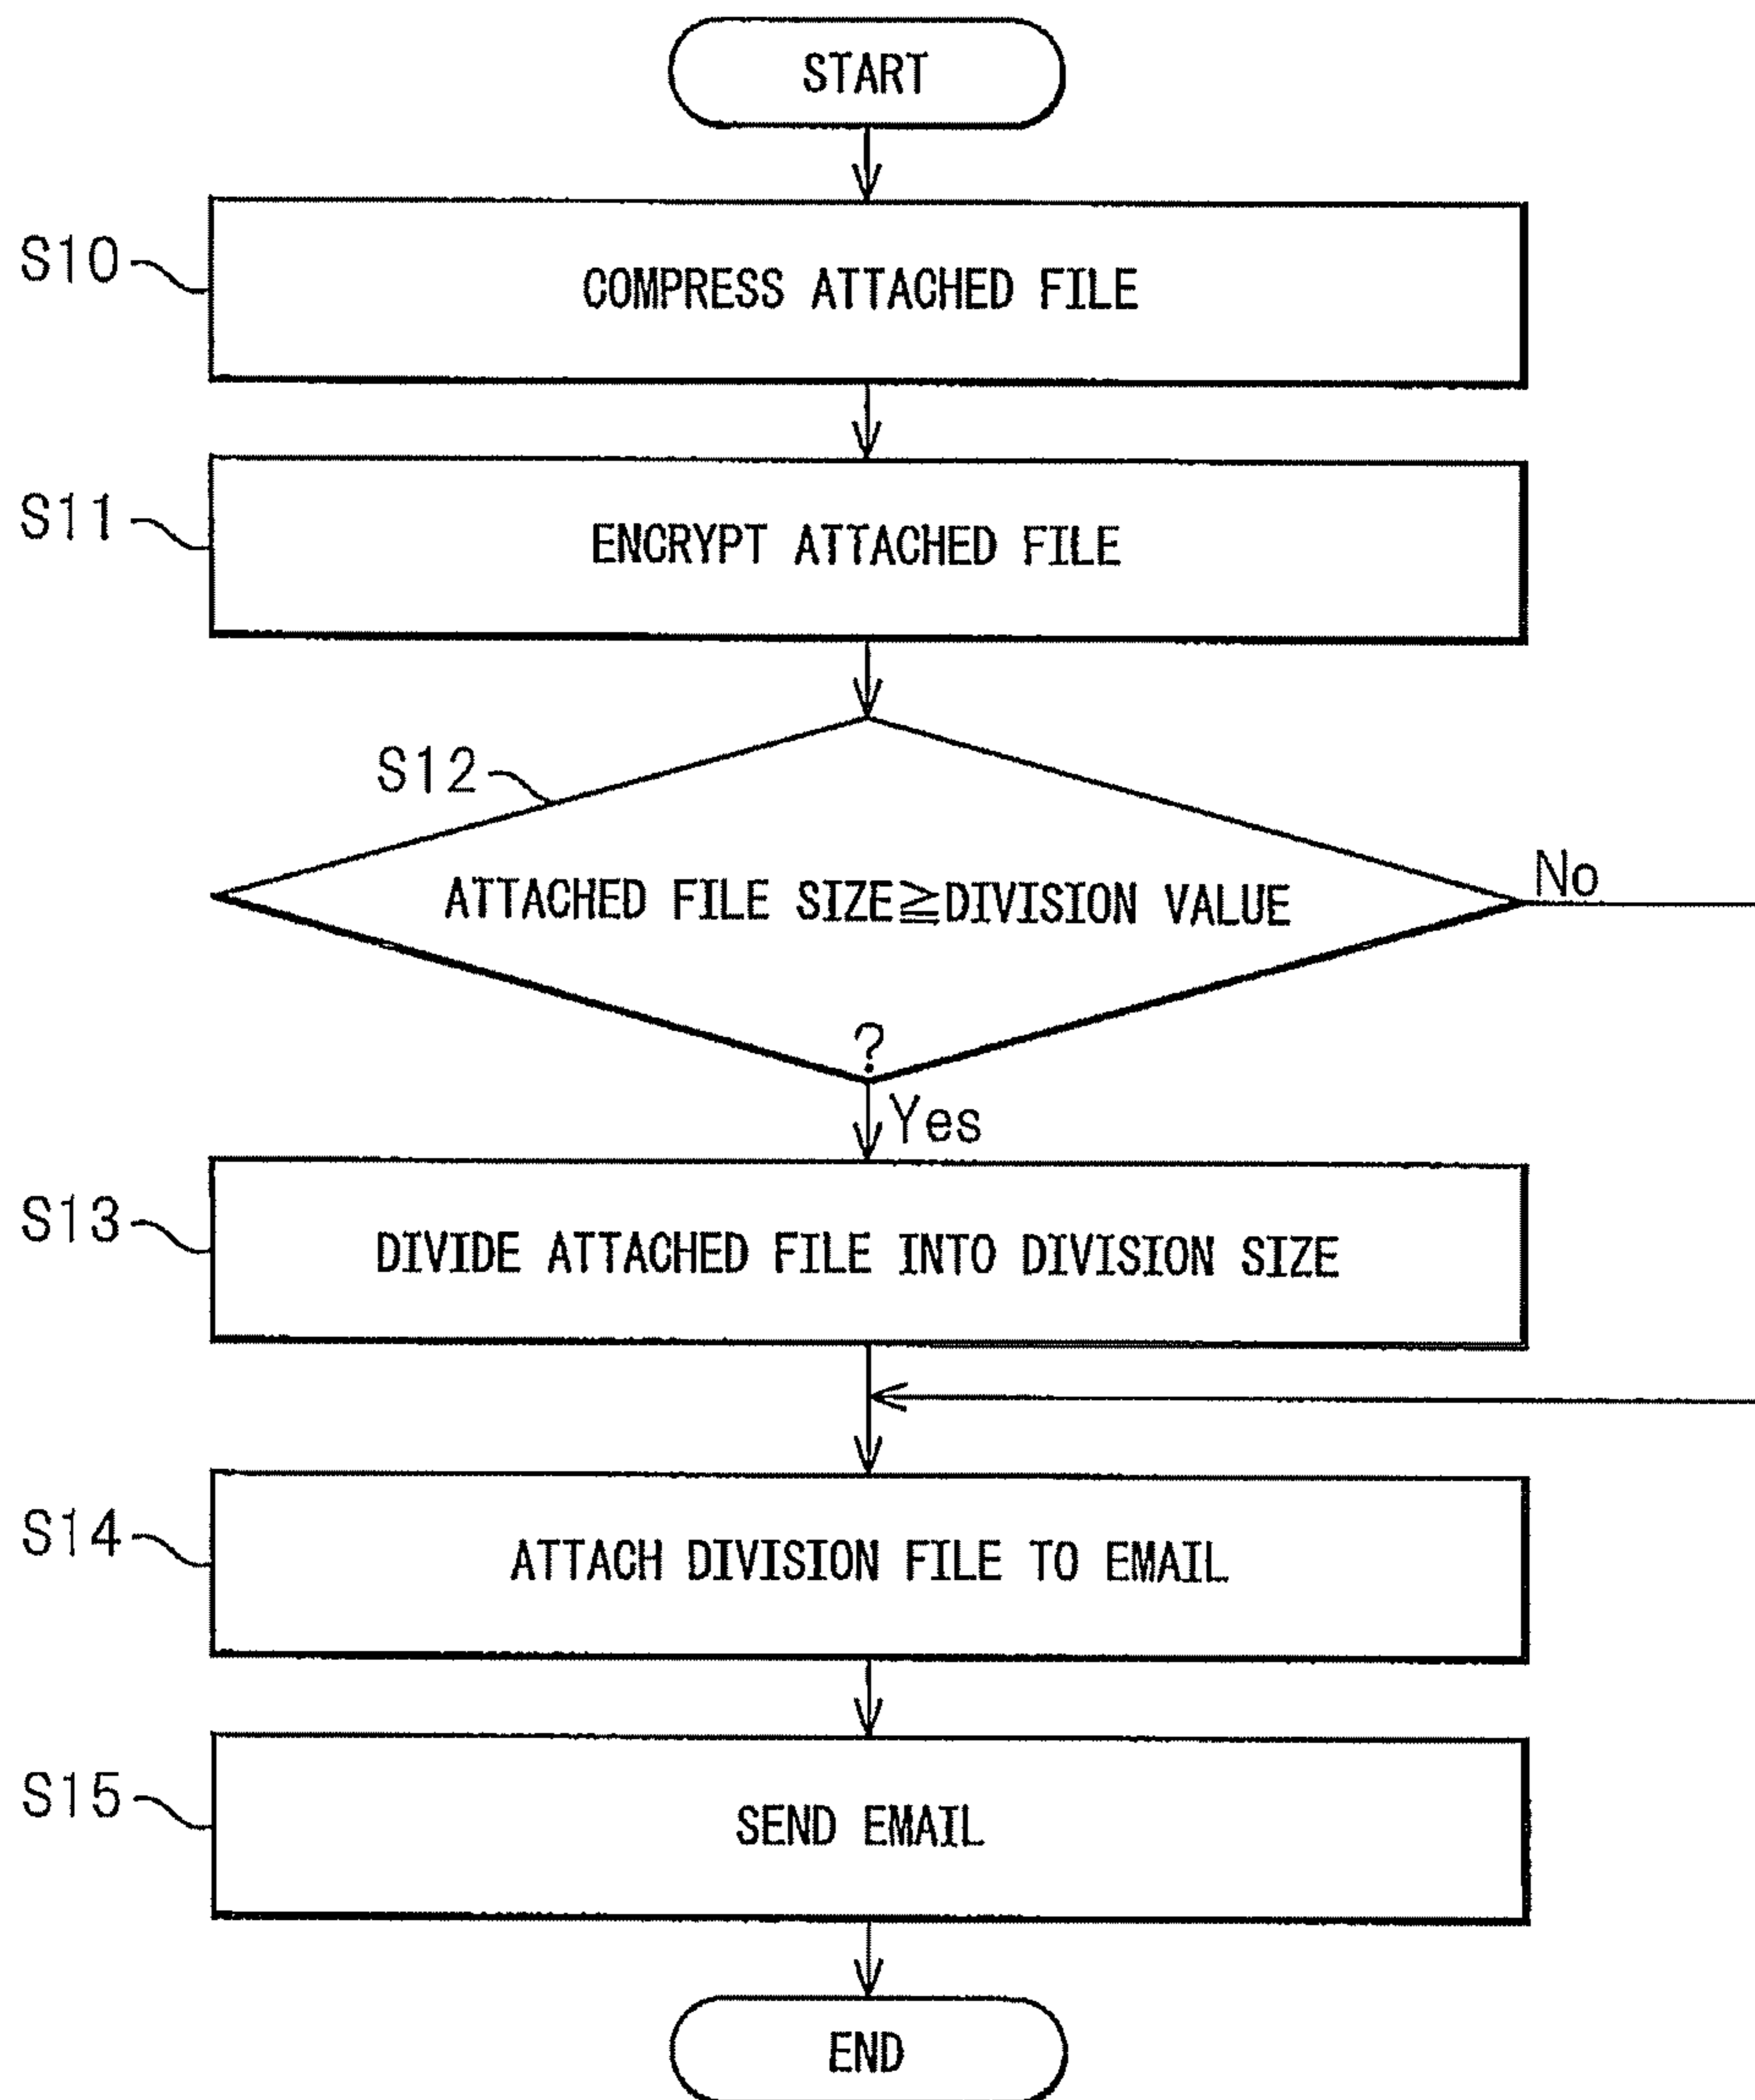 START
S10
COMPRESS ATTACHED FILE
S11
ENCRYPT ATTACHED FILE
S12
ATTACHED FILE SIZE≧DIVISION VALUE
No
?
Yes
S13
DIVIDE ATTACHED FILE INTO DIVISION SIZE
S14
ATTACH DIVISION FILE TO EMAIL
S15
SEND EMAIL
END